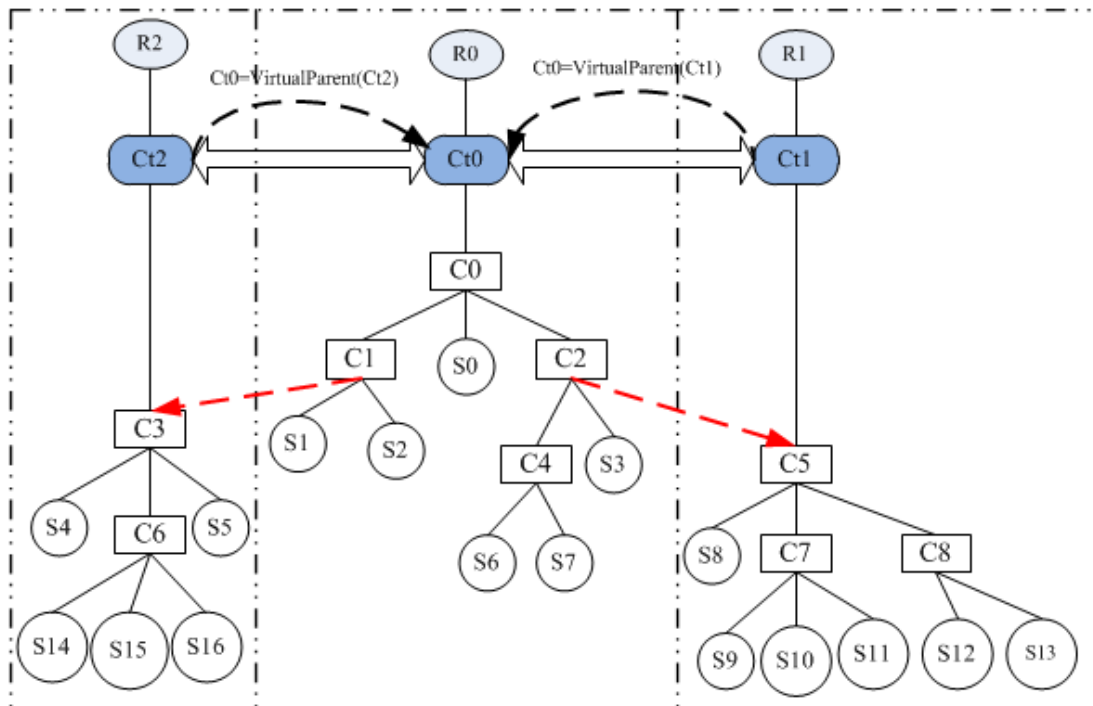 R2
R0
R1
Ct0=VirtualParent(Ct2)
Ct0=VirtualParent(Ct1)
Ct2
Ct0
Ct1
C0
C1
S0
C2
C3
S1
S2
C4
S3
C5
S4
C6
S5
S6
S7
S8
C7
C8
S14
S15
S16
S9
S10
S11
S12
S13